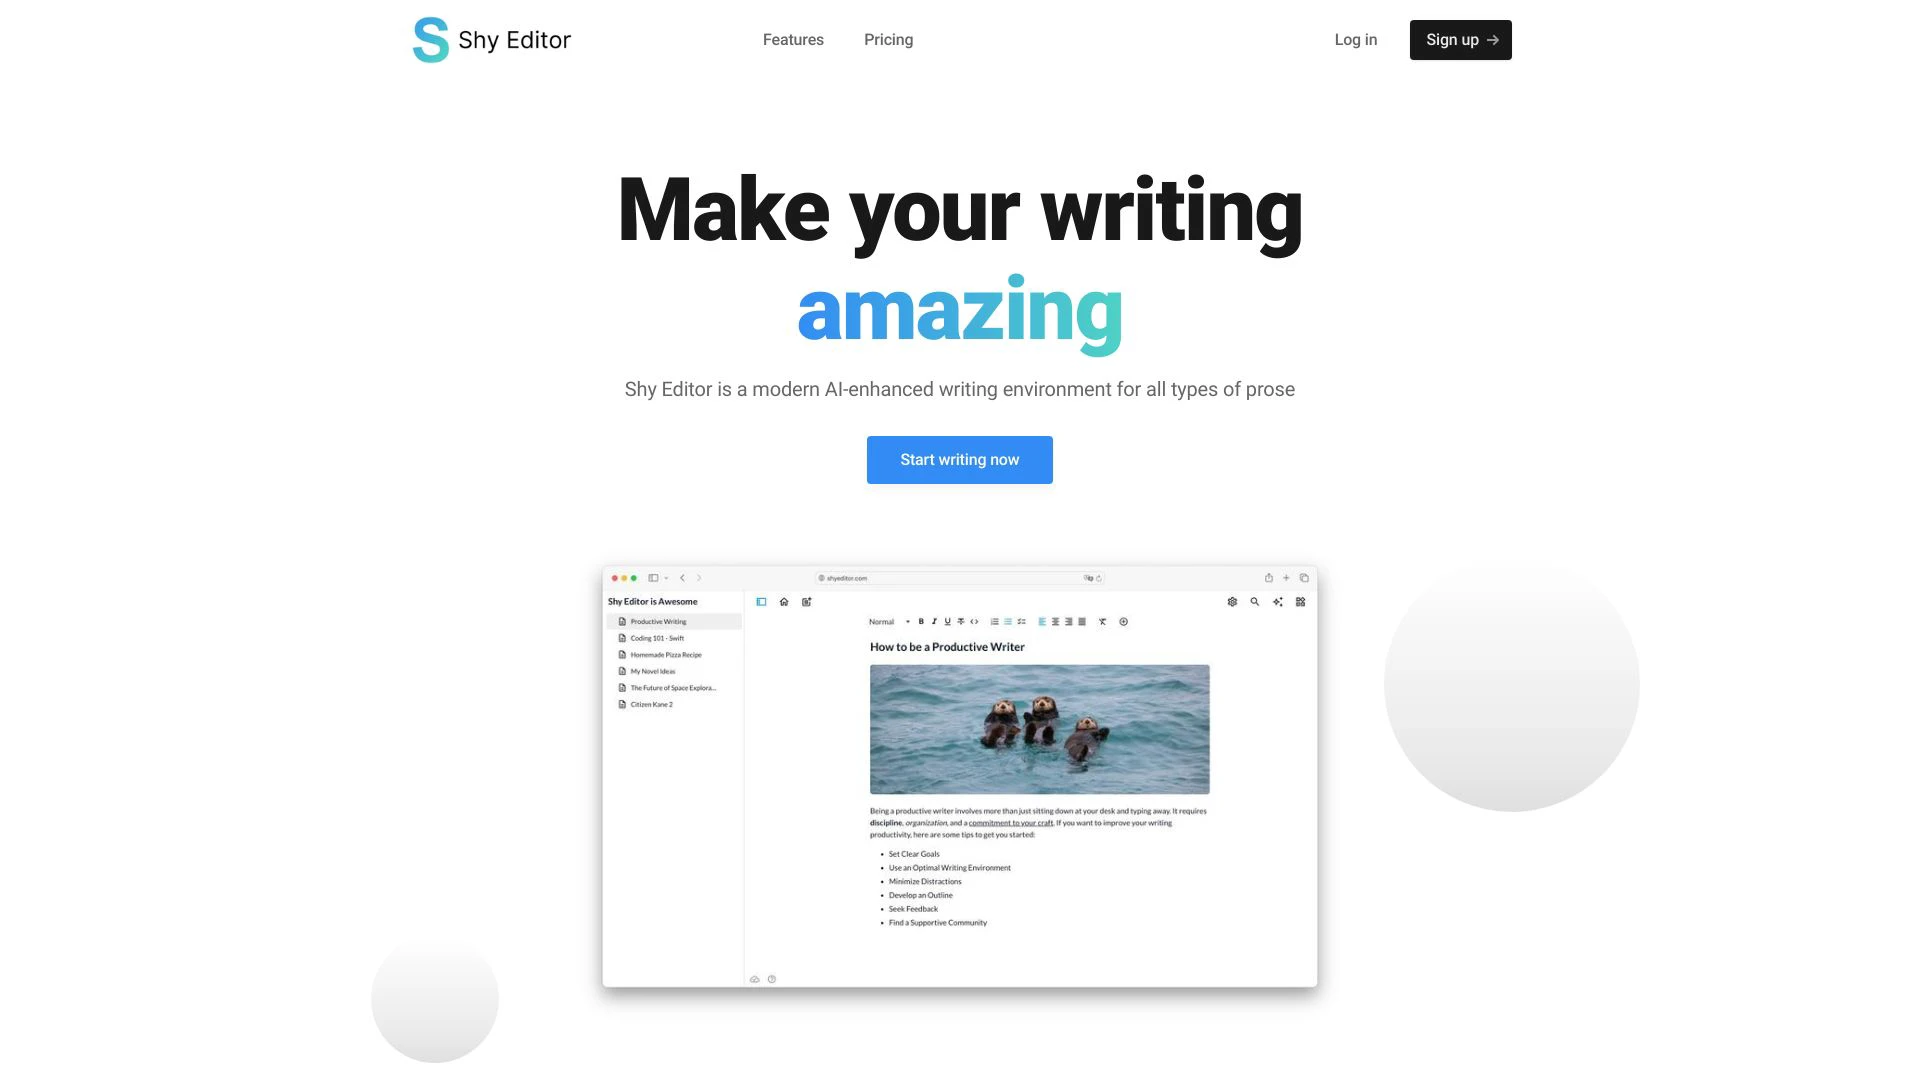 Shy Editor
Features
Pricing
Log in
Sign up →
Make your writing
amazing
Shy Editor is a modern AI-enhanced writing environment for all types of prose
Start writing now
shyeditor.com
Shy Editor is Awesome
Productive Writing
Coding 101 - Swift
Homemade Pizza Recipe
My Novel Ideas
The Future of Space Explora...
Citizen Kane 2
Normal
B I U
How to be a Productive Writer
Being a productive writer involves more than just sitting down at your desk and typing away. It requires
discipline, organization, and a commitment to your craft. If you want to improve your writing
productivity, here are some tips to get you started:
• Set Clear Goals
• Use an Optimal Writing Environment
• Minimize Distractions
• Develop an Outline
• Seek Feedback
• Find a Supportive Community